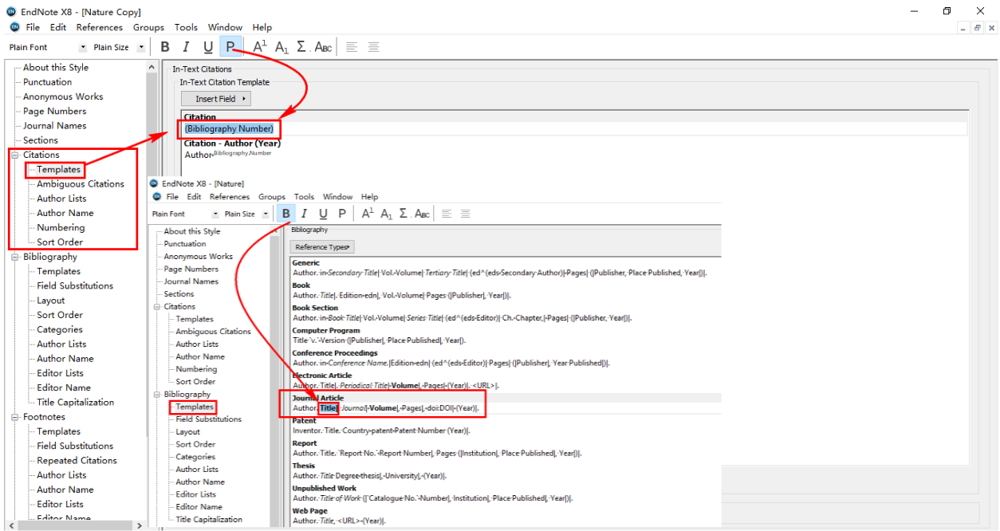 EndNote X8 - [Nature Copy]
File Edit References Groups Tools Window Help
Plain Font Plain Size B I U P A1 A1 Σ ABC
About this Style
Punctuation
Anonymous Works
Page Numbers
Journal Names
Sections
Citations
Templates
Ambiguous Citations
Author Lists
Author Name
Numbering
Sort Order
Bibliography
Templates
Field Substitutions
Layout
Sort Order
Categories
Author Lists
Author Name
Editor Lists
Editor Name
Title Capitalization
Footnotes
Templates
Field Substitutions
Repeated Citations
Author Lists
Author Name
Editor Lists
Editor Name
In-Text Citations
In-Text Citation Template
Insert Field
Citation
(Bibliography Number)
Citation - Author (Year)
Author·Bibliography·Number
EndNote X8 - [Nature]
File Edit References Groups Tools Window Help
Plain Font Plain Size B I U P A1 A1 Σ ABC
About this Style
Punctuation
Anonymous Works
Page Numbers
Journal Names
Sections
Citations
Templates
Ambiguous Citations
Author Lists
Author Name
Numbering
Sort Order
Bibliography
Templates
Field Substitutions
Layout
Sort Order
Categories
Author Lists
Author Name
Editor Lists
Editor Name
Title Capitalization
Bibliography
Reference Types
Generic
Author.·in·Secondary·Title|·Vol.·Volume|·Tertiary·Title|·(ed^(eds·Secondary·Author)|·Pages|·(|Publisher,·Place·Published,·Year|)|.
Book
Author.·Title|.·Edition·edn|,·Vol.·Volume|·Pages·(|Publisher|,·Year|)|.
Book Section
Author.·in·Book·Title|·Vol.·Volume|·Series·Title|·(ed^(eds·Editor)|·Ch.·Chapter,|·Pages|·(|Publisher,·Year|)|.
Computer Program
Title·`v.`·Version·(|Publisher|,·Place·Published|,·Year|).
Conference Proceedings
Author.·in·Conference·Name.|Edition·edn|·(ed^(eds·Editor)|·Pages|·(|Publisher|,·Year·Published|)|.
Electronic Article
Author.·Title|.·Periodical·Title|·Volume|,·Pages|·(Year)|.·<URL>|.
Journal Article
Author.·Title|·Journal|·Volume|,·Pages|,·doi:DOI|·(Year)|.
Patent
Inventor.·Title.·Country·patent·Patent·Number·(Year)|.
Report
Author.·Title.·`Report·No.`·Report·Number|,·Pages·(|Institution|,·Place·Published|,·Year|)|.
Thesis
Author.·Title·Degree·thesis|,·University|,·(Year)|.
Unpublished Work
Author.·Title·of·Work·(|`Catalogue·No.`·Number|,·Institution|,·Place·Published|,·Year|)|.
Web Page
Author.·Title,·<URL>·(Year)|.